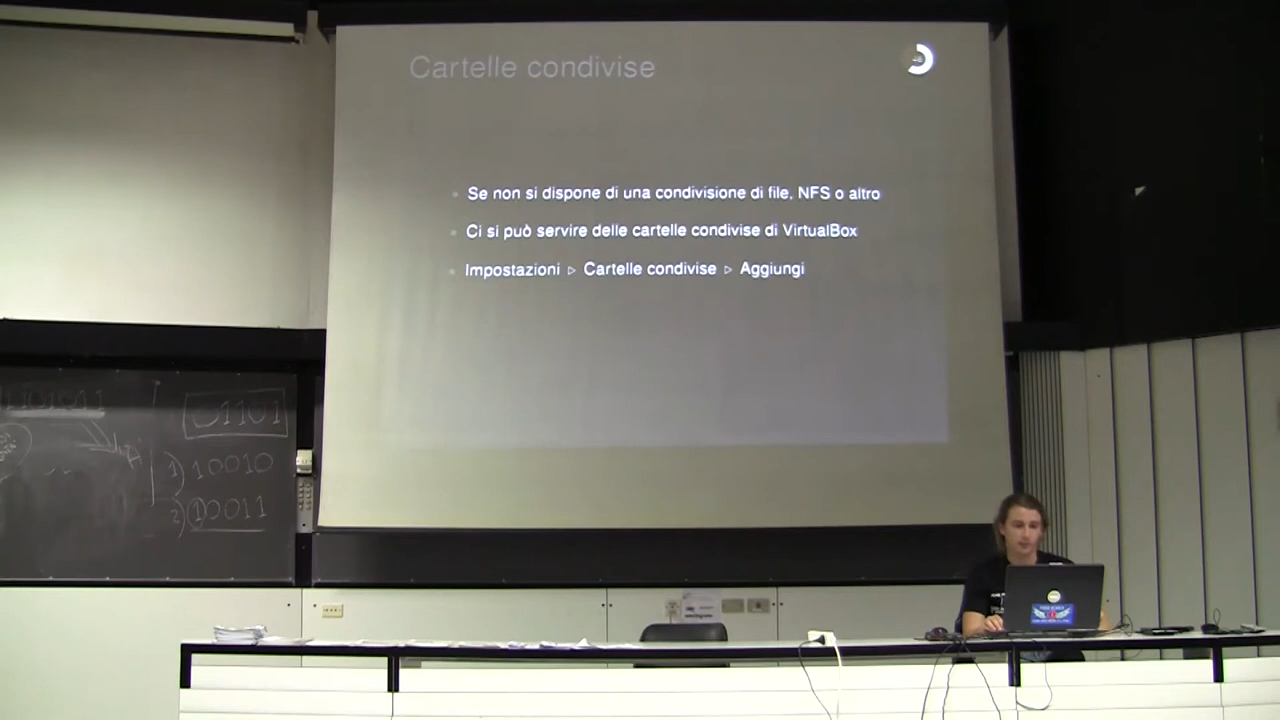 Cartelle condivise
Se non si dispone di una condivisione di file, NFS o altro
Ci si può servire delle cartelle condivise di VirtualBox
Impostazioni ▹ Cartelle condivise ▹ Aggiungi
01101
1) 10010
2) 10011